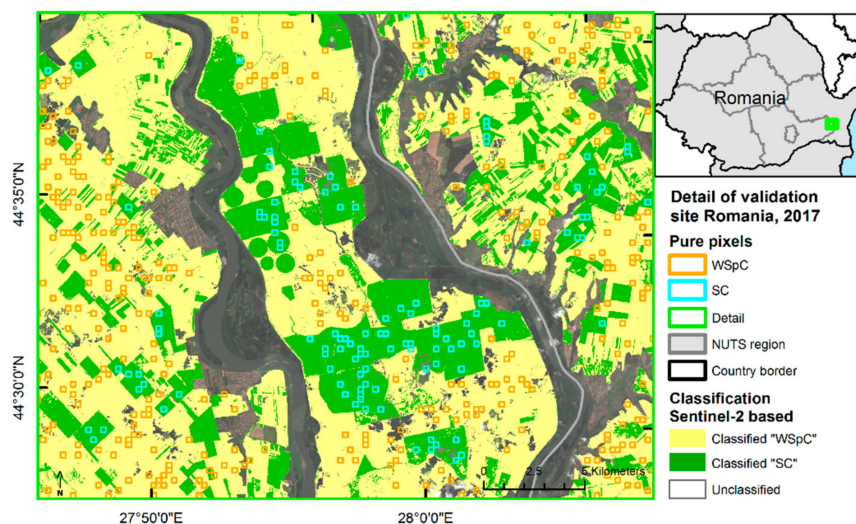 Romania
Detail of validation
site Romania, 2017
Pure pixels
WSpC
SC
Detail
NUTS region
Country border
Classification
Sentinel-2 based
Classified "WSpC"
Classified "SC"
Unclassified
44°35'0"N
44°30'0"N
N
0 2.5 5 Kilometers
27°50'0"E
28°0'0"E